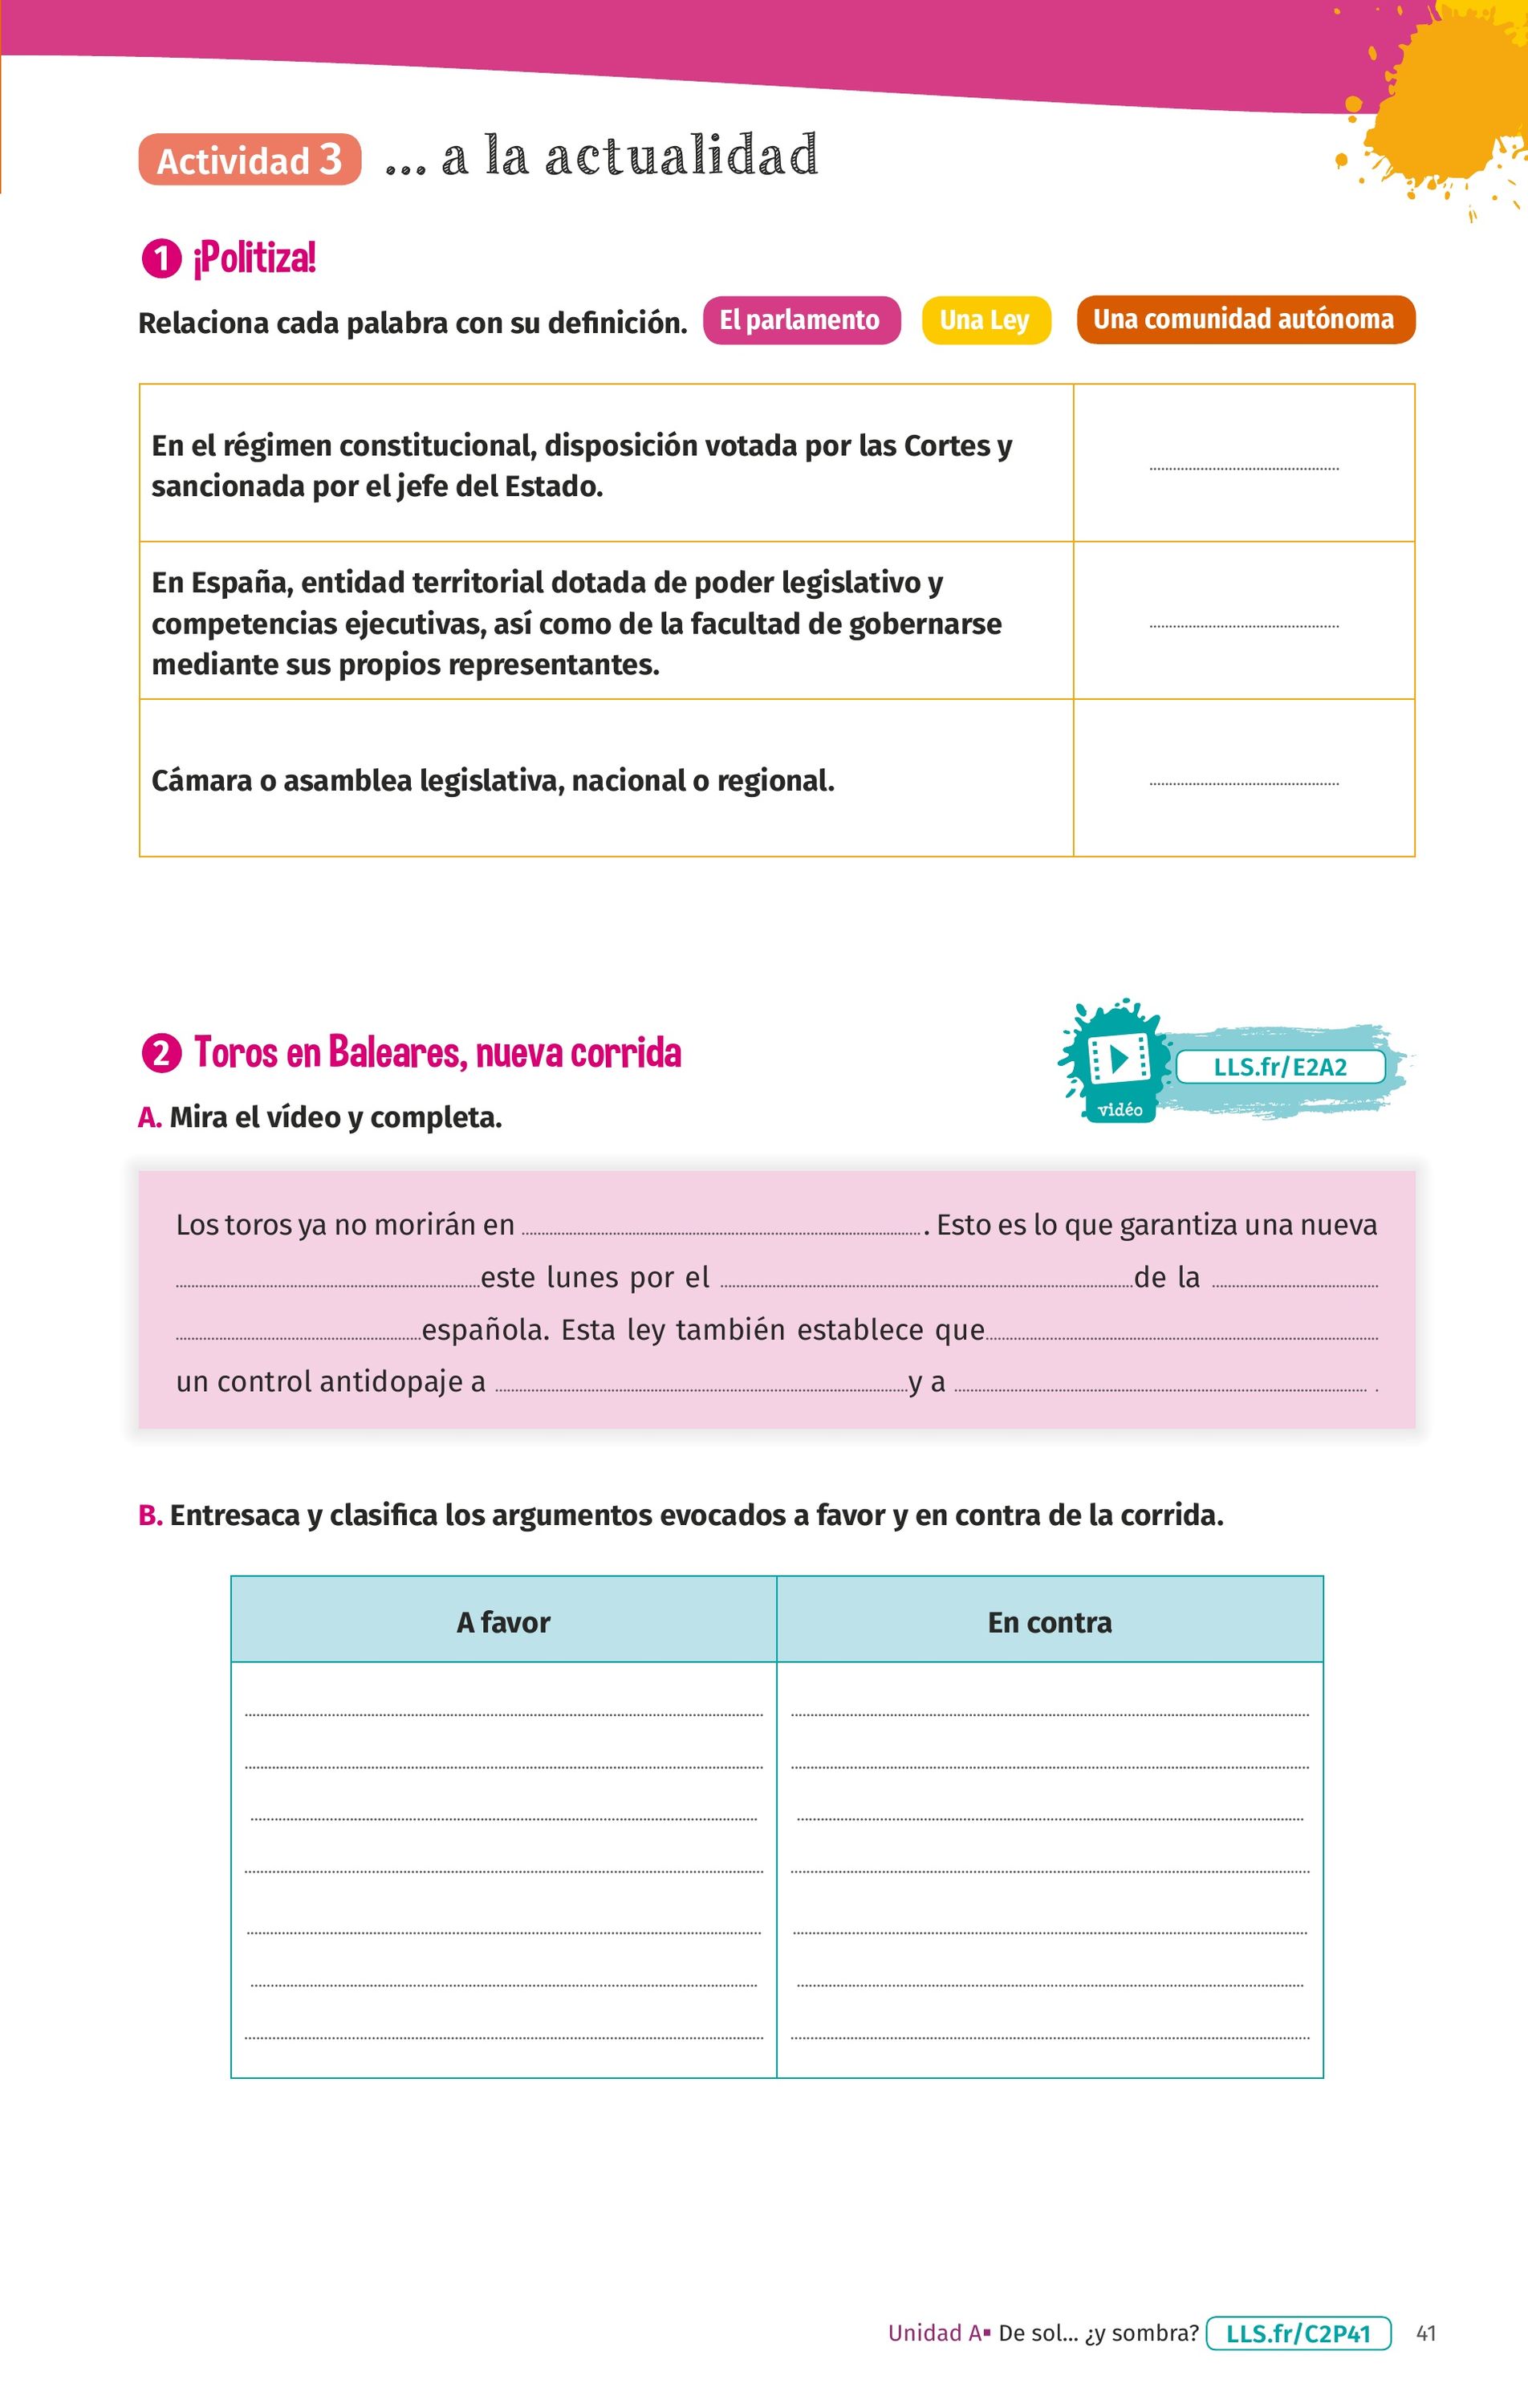 Actividad 3 ... a la actualidad
1 ¡Politiza!
Relaciona cada palabra con su definición. El parlamento Una Ley Una comunidad autónoma
En el régimen constitucional, disposición votada por las Cortes y
sancionada por el jefe del Estado.
En España, entidad territorial dotada de poder legislativo y
competencias ejecutivas, así como de la facultad de gobernarse
mediante sus propios representantes.
Cámara o asamblea legislativa, nacional o regional.
2 Toros en Baleares, nueva corrida
LLS.fr/E2A2
vidéo
A. Mira el vídeo y completa.
Los toros ya no morirán en ........ . Esto es lo que garantiza una nueva
........ este lunes por el ........ de la ........
........ española. Esta ley también establece que ........
un control antidopaje a ........ y a ........ .
B. Entresaca y clasifica los argumentos evocados a favor y en contra de la corrida.
A favor En contra
Unidad A▪ De sol... ¿y sombra? LLS.fr/C2P41 41